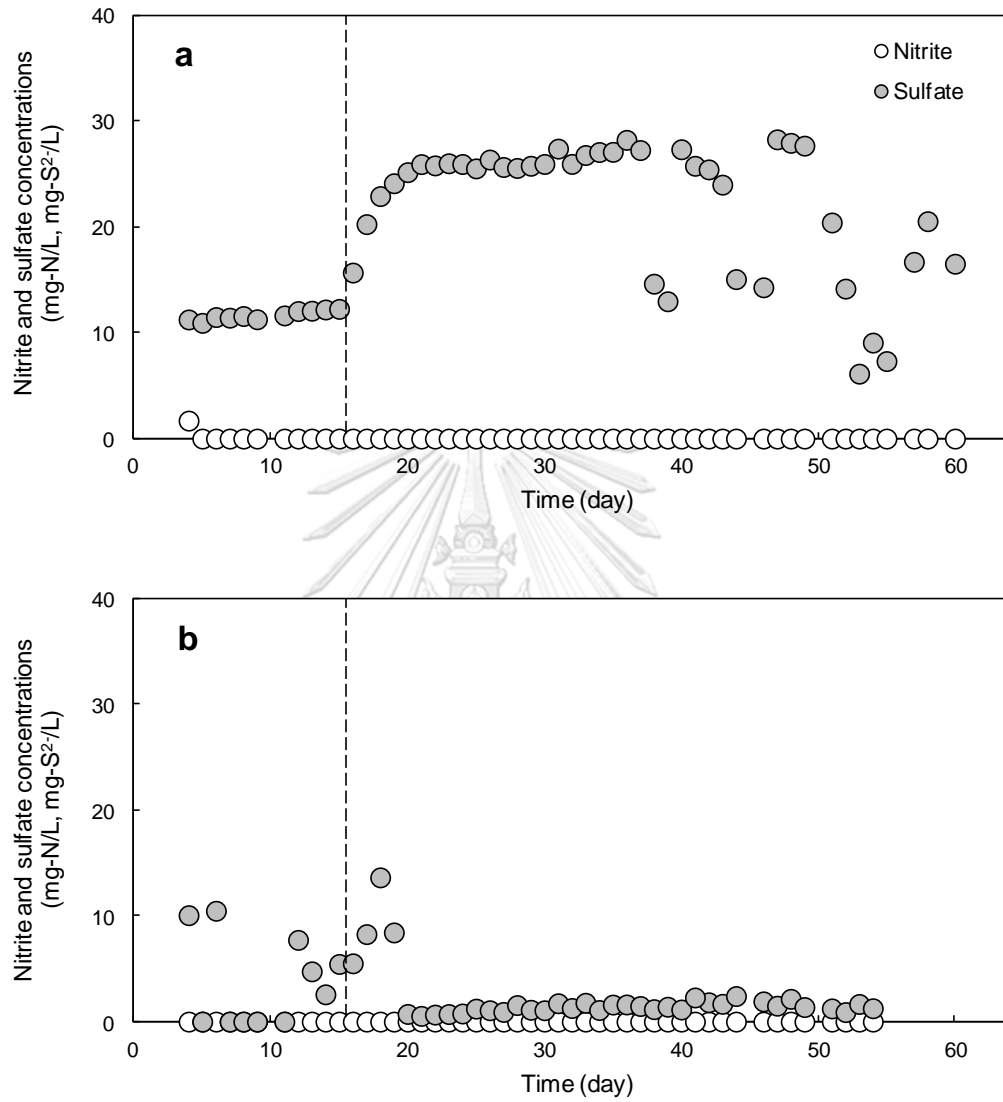 a
Nitrite
Sulfate
Nitrite and sulfate concentrations
(mg-N/L, mg-S²⁻/L)
40
30
20
10
0
0 10 20 30 40 50 60
Time (day)
b
Nitrite and sulfate concentrations
(mg-N/L, mg-S²⁻/L)
40
30
20
10
0
0 10 20 30 40 50 60
Time (day)